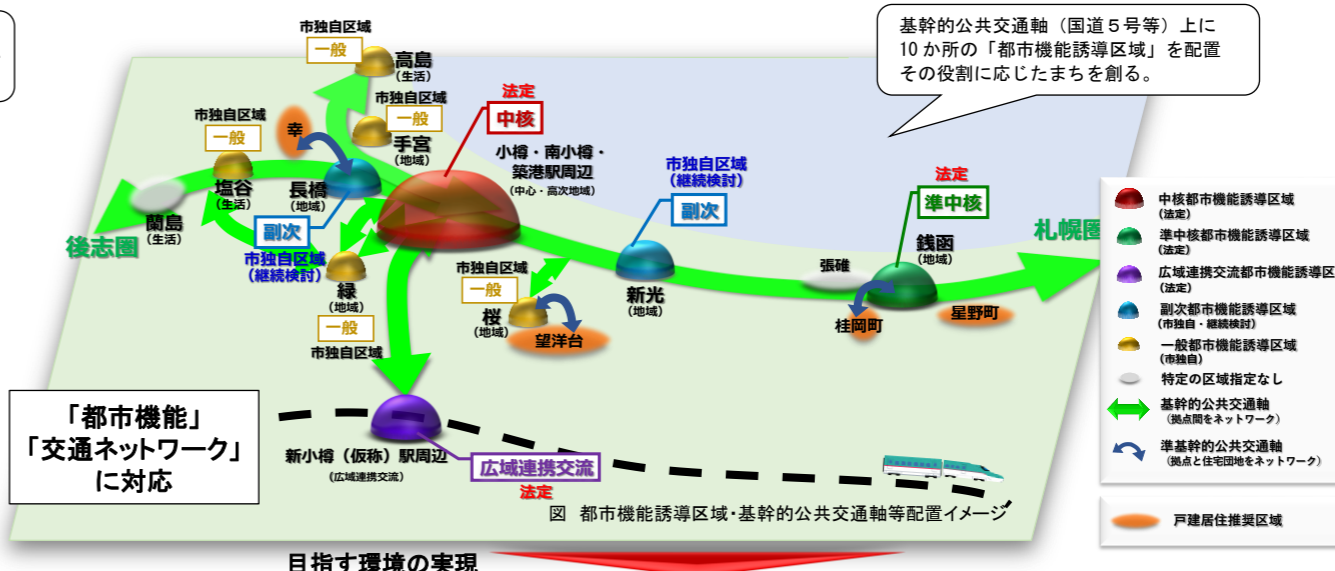 基幹的公共交通軸（国道５号等）上に
10か所の「都市機能誘導区域」を配置
その役割に応じたまちを創る。
市独自区域
一般
高島
(生活)
市独自区域
一般
手宮
(地域)
市独自区域
一般
塩谷
(生活)
幸
長橋
(地域)
副次
市独自区域
(継続検討)
蘭島
(生活)
後志圏
法定
中核
小樽・南小樽・
築港駅周辺
(中心・高次地域)
緑
(地域)
一般
市独自区域
市独自区域
一般
桜
(地域)
望洋台
市独自区域
(継続検討)
副次
新光
(地域)
法定
準中核
銭函
(地域)
張碓
桂岡町
星野町
札幌圏
「都市機能」
「交通ネットワーク」
に対応
新小樽（仮称）駅周辺
(広域連携交流)
広域連携交流
法定
図 都市機能誘導区域・基幹的公共交通軸等配置イメージ
中核都市機能誘導区域
(法定)
準中核都市機能誘導区域
(法定)
広域連携交流都市機能誘導区
(法定)
副次都市機能誘導区域
(市独自・継続検討)
一般都市機能誘導区域
(市独自)
特定の区域指定なし
基幹的公共交通軸
(拠点間をネットワーク)
準基幹的公共交通軸
(拠点と住宅団地をネットワーク)
戸建居住推奨区域
目指す環境の実現